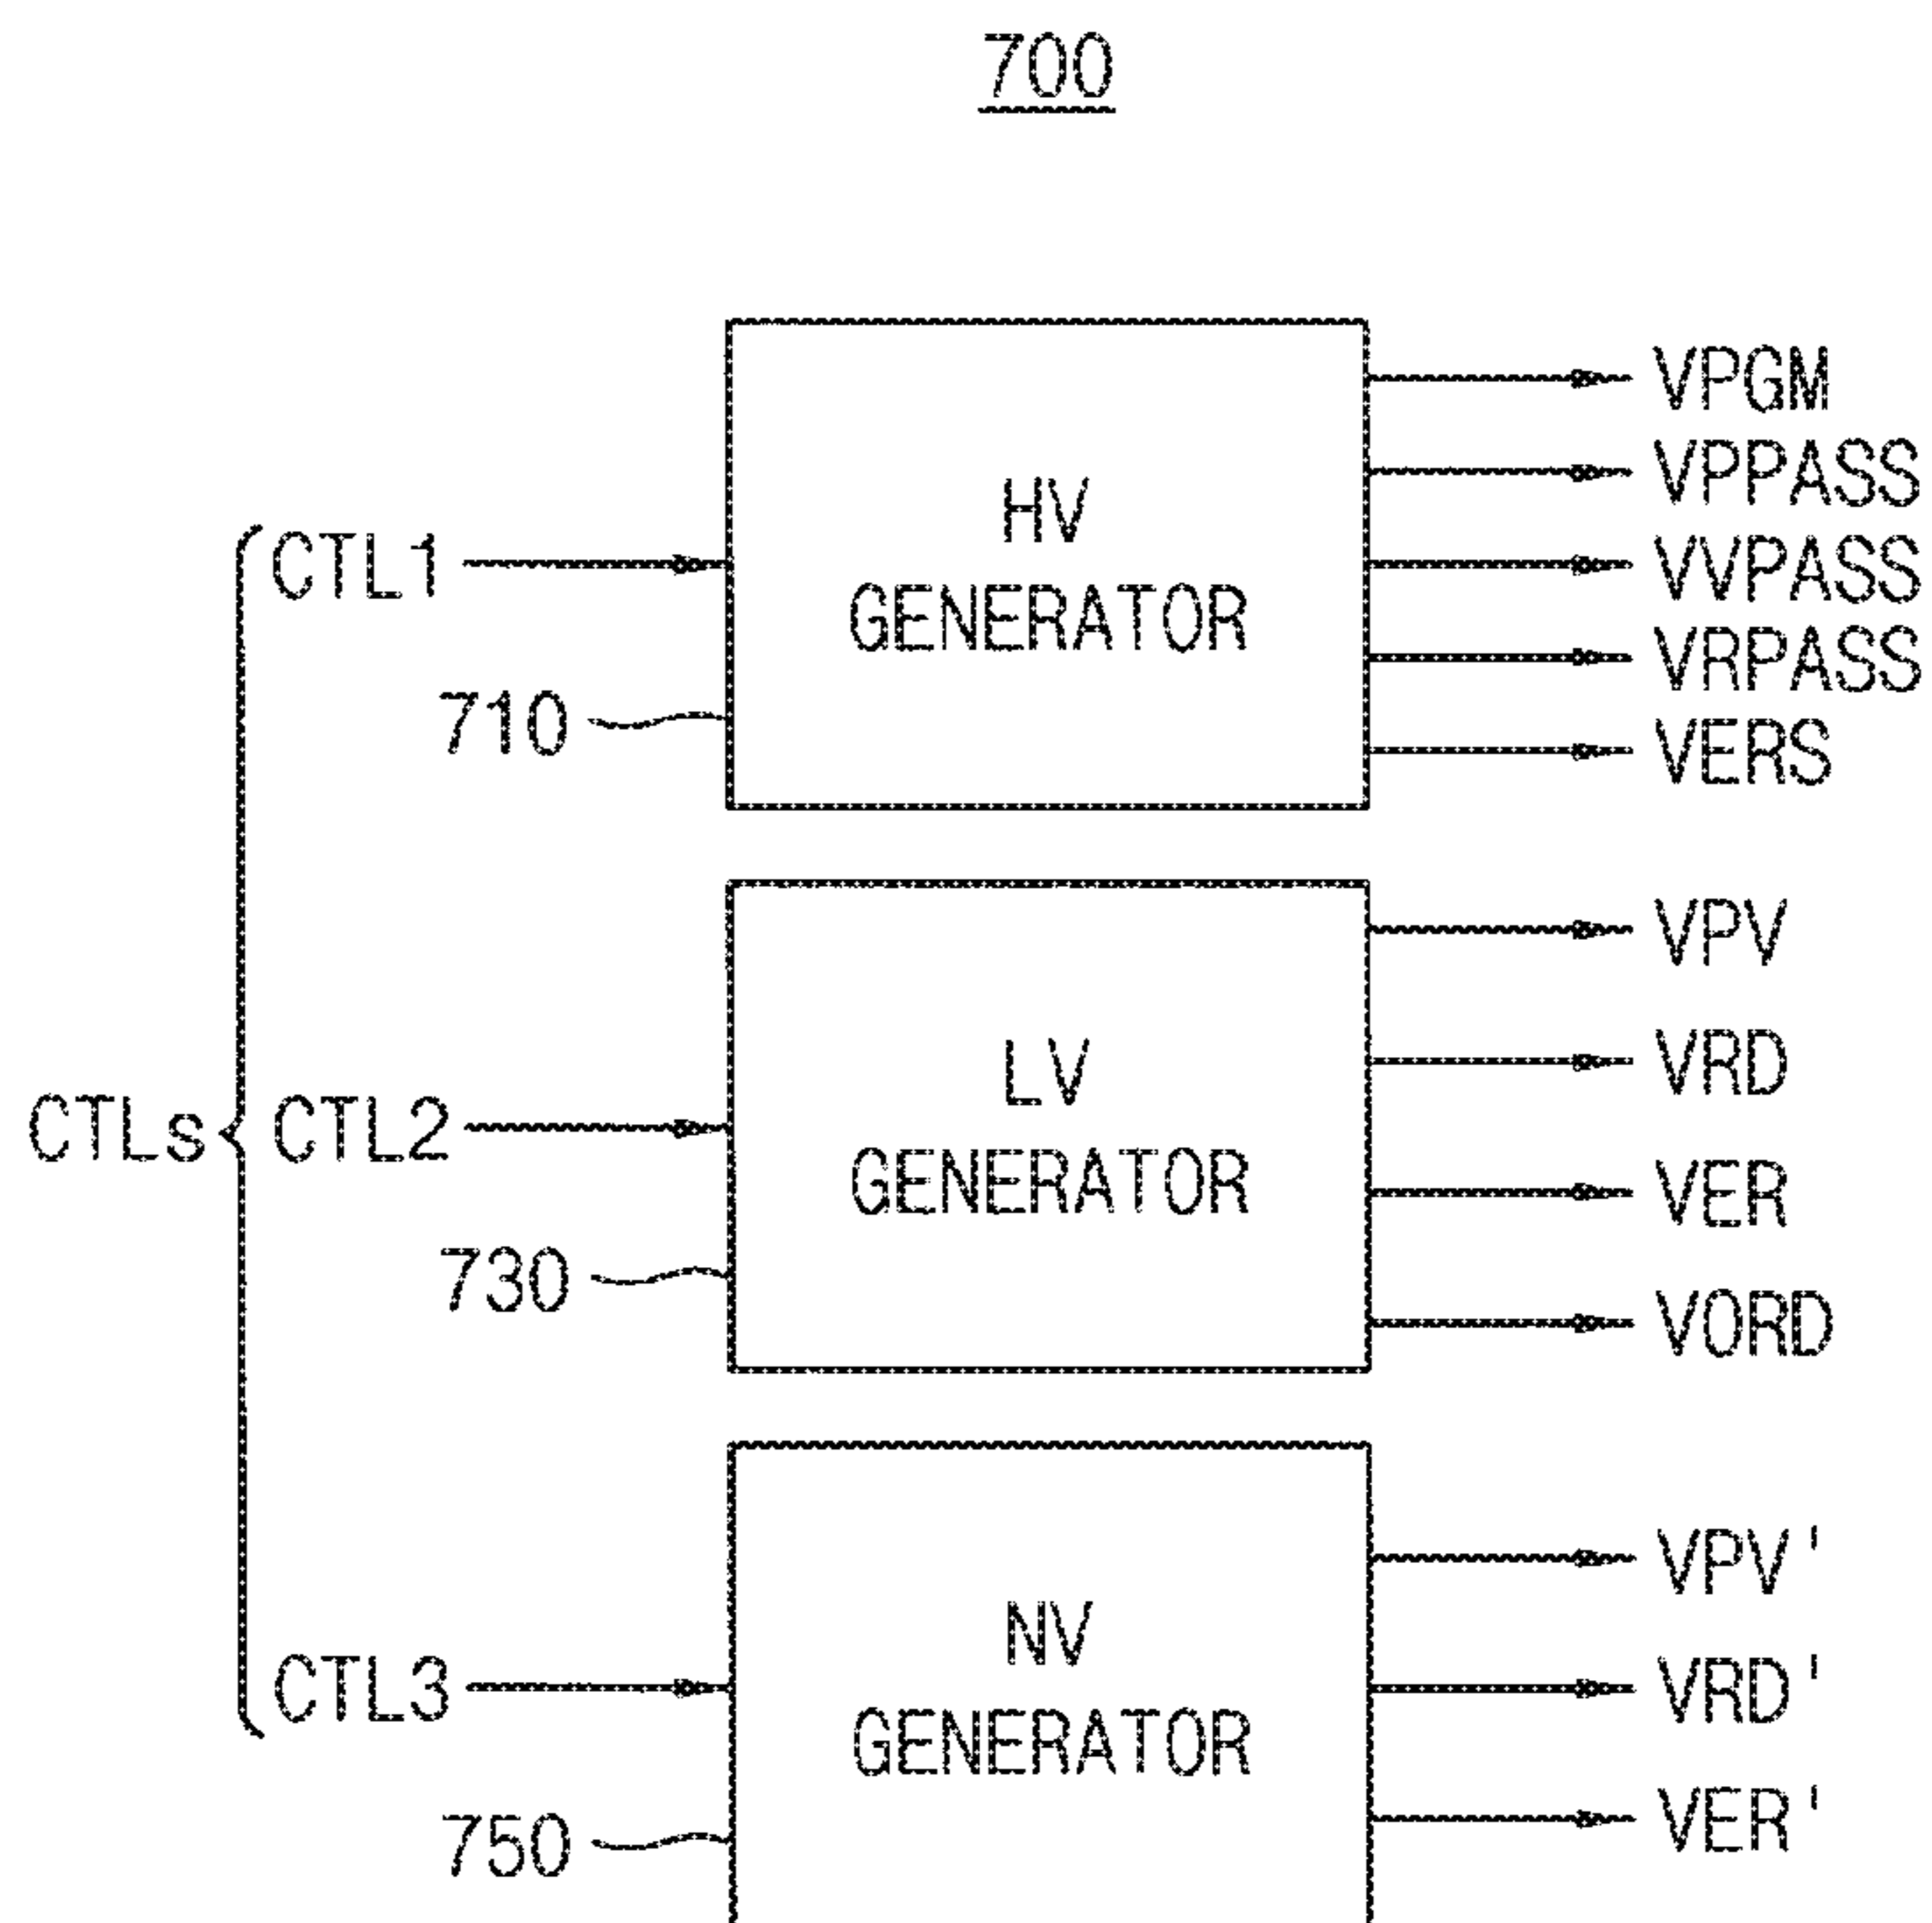 700
VPGM
VPPASS
HV
GENERATOR
CTL1
VVPASS
VRPASS
710
VERS
VPV
LV
GENERATOR
VRD
CTLs
CTL2
VER
730
VORD
VPV'
NV
GENERATOR
CTL3
VRD'
750
VER'